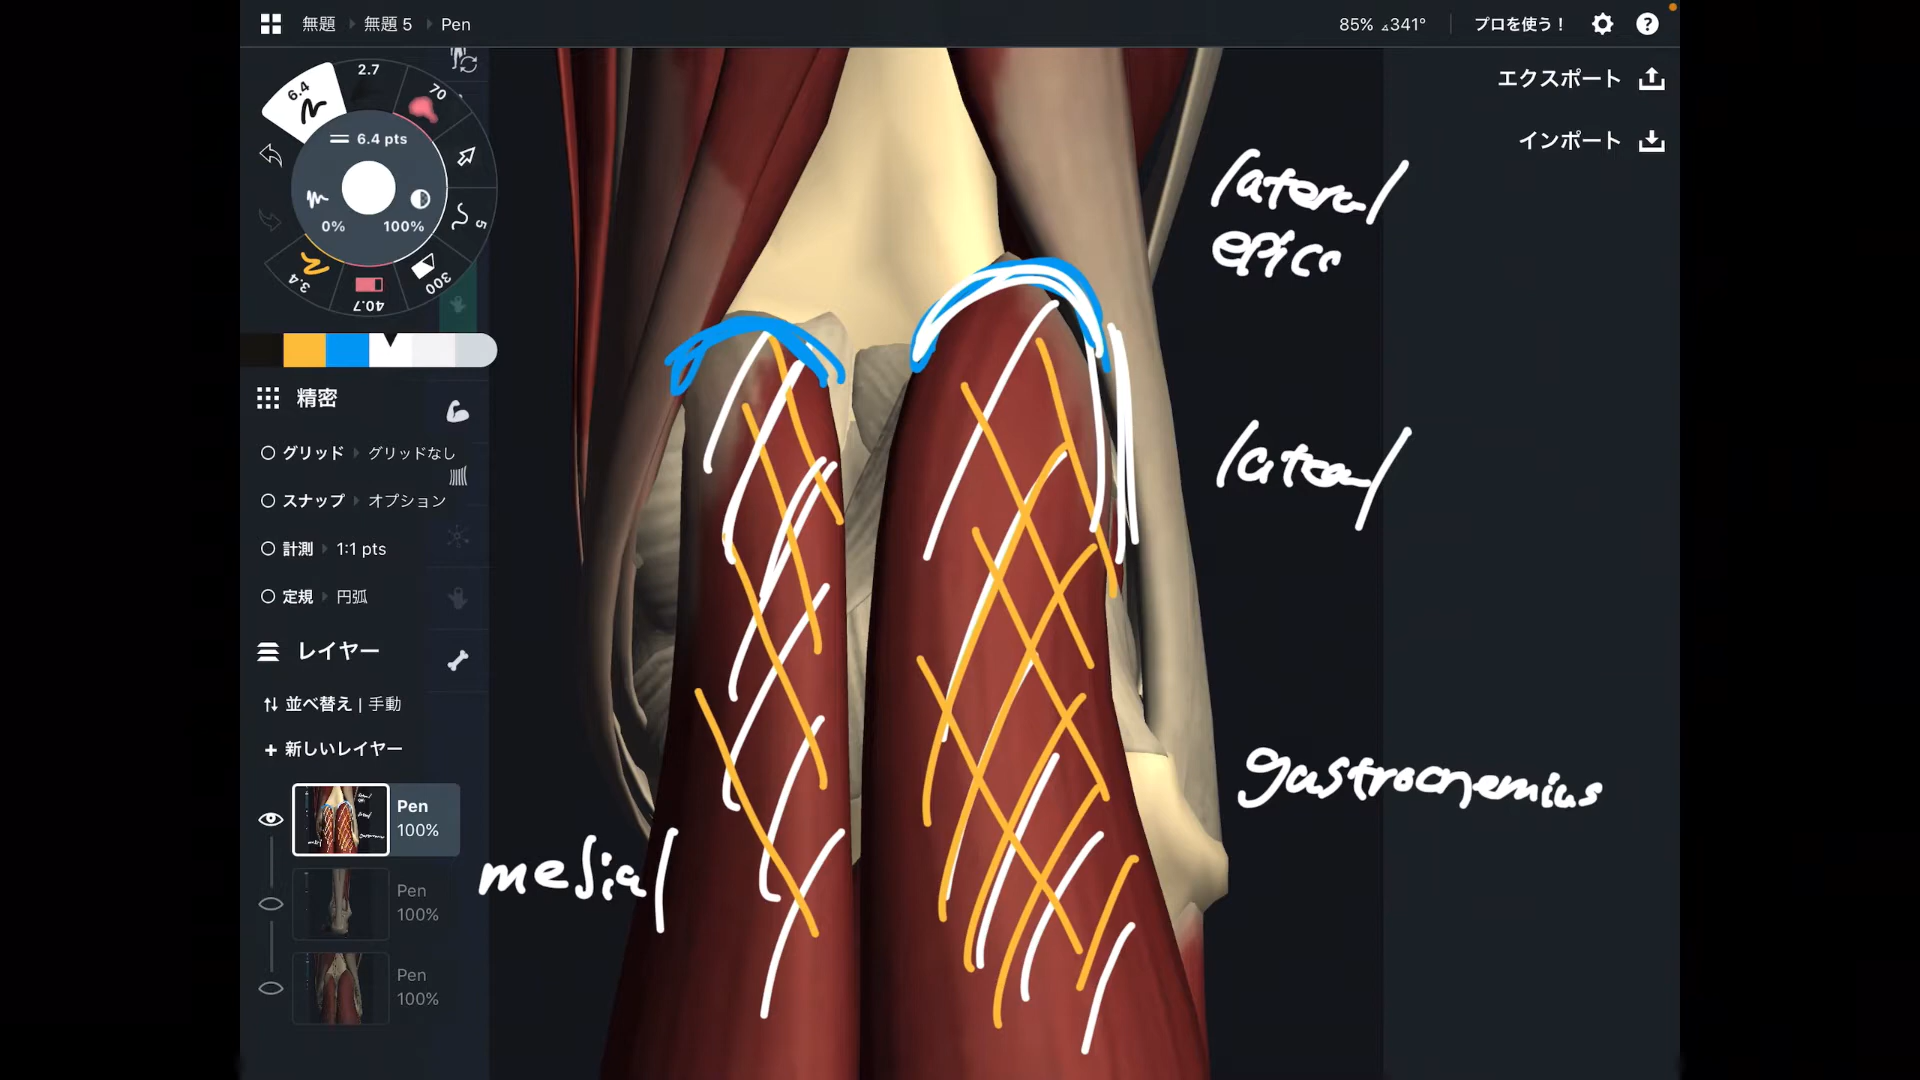 無題 無題 5 Pen
85% ⊿341°
プロを使う！
エクスポート
インポート
6.4
2.7
70
6.4 pts
0%
100%
5
300
40.7
3.4
精密
グリッド グリッドなし
スナップ オプション
計測 1:1 pts
定規 円弧
レイヤー
並べ替え | 手動
+ 新しいレイヤー
Pen
100%
Pen
100%
Pen
100%
lateral
epico
lateral
gastrocnemius
medial